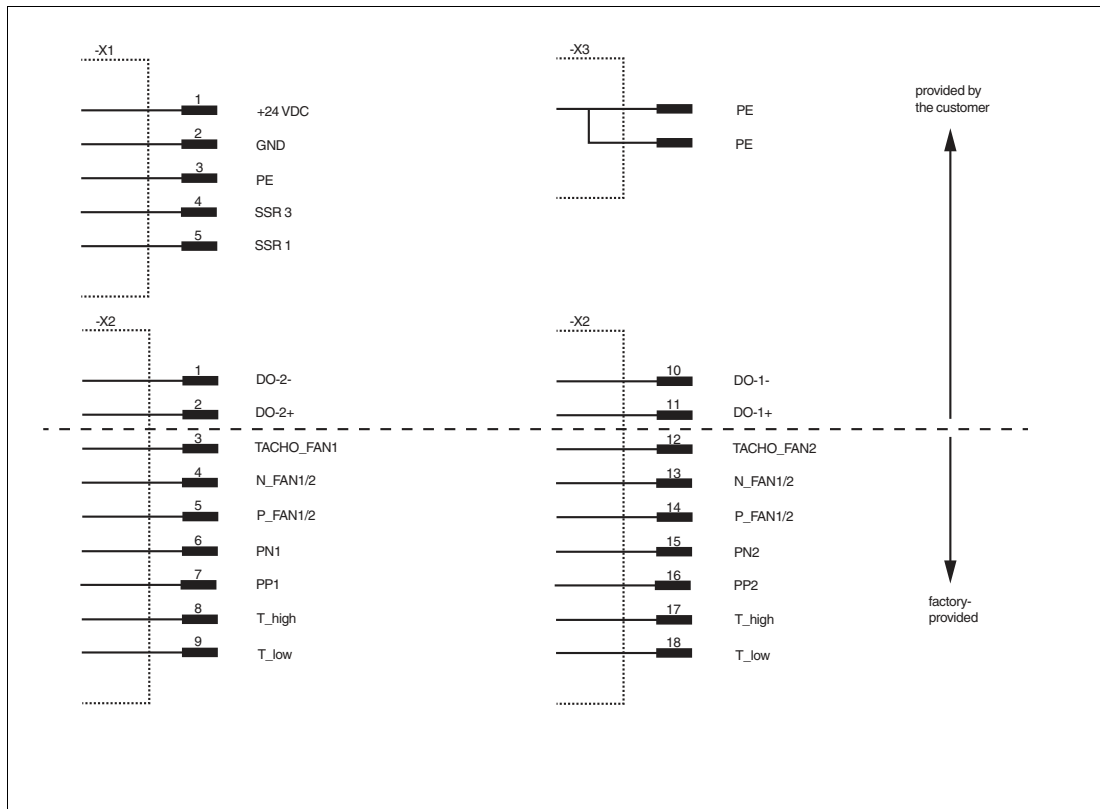 -X1
1
+24 VDC
2
GND
3
PE
4
SSR 3
5
SSR 1
-X3
PE
PE
provided by
the customer
-X2
1
DO-2-
2
DO-2+
3
TACHO_FAN1
4
N_FAN1/2
5
P_FAN1/2
6
PN1
7
PP1
8
T_high
9
T_low
-X2
10
DO-1-
11
DO-1+
12
TACHO_FAN2
13
N_FAN1/2
14
P_FAN1/2
15
PN2
16
PP2
17
T_high
18
T_low
factory-
provided